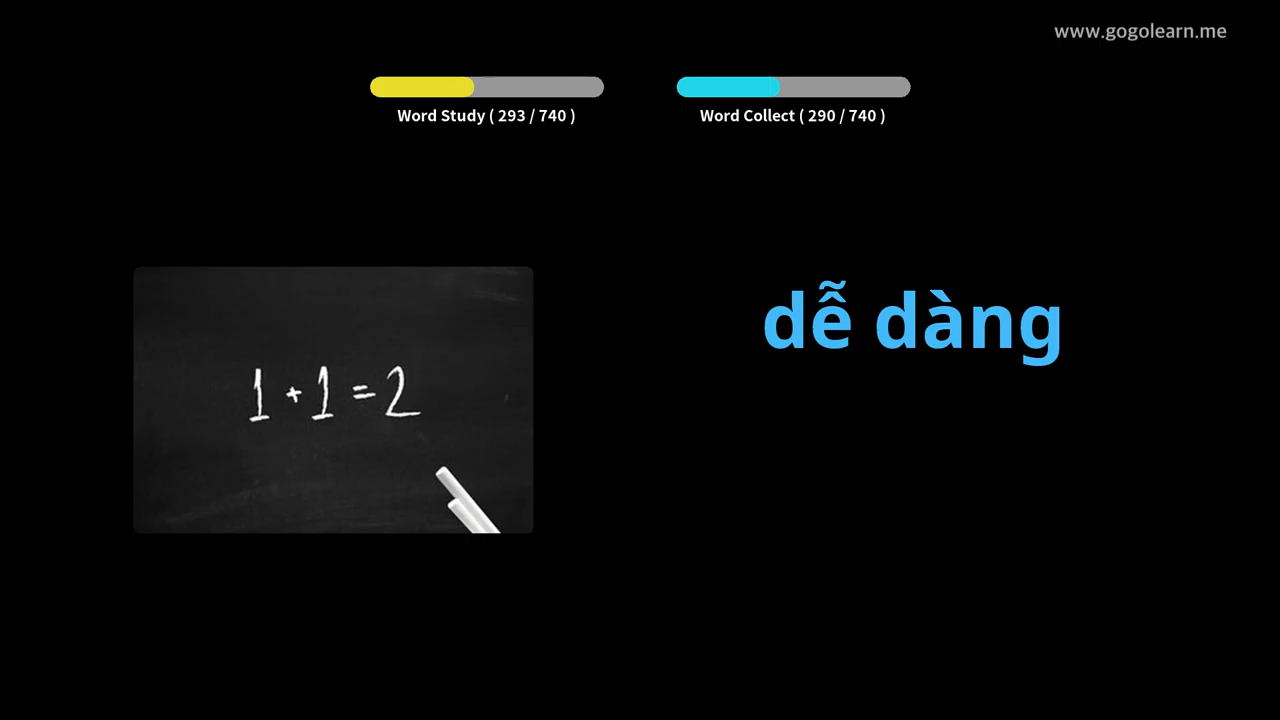 www.gogolearn.me
Word Study ( 293 / 740 )
Word Collect ( 290 / 740 )
dễ dàng
1 + 1 = 2